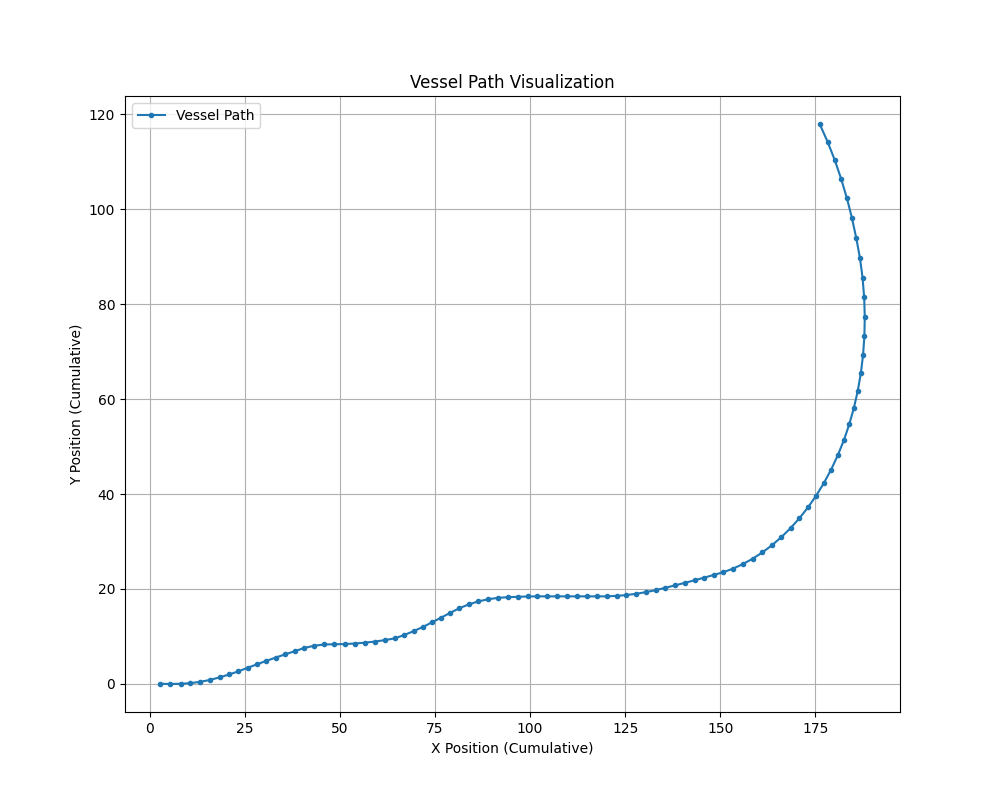 Vessel Path Visualization
Vessel Path
120
100
80
60
40
20
0
Y Position (Cumulative)
0 25 50 75 100 125 150 175
X Position (Cumulative)